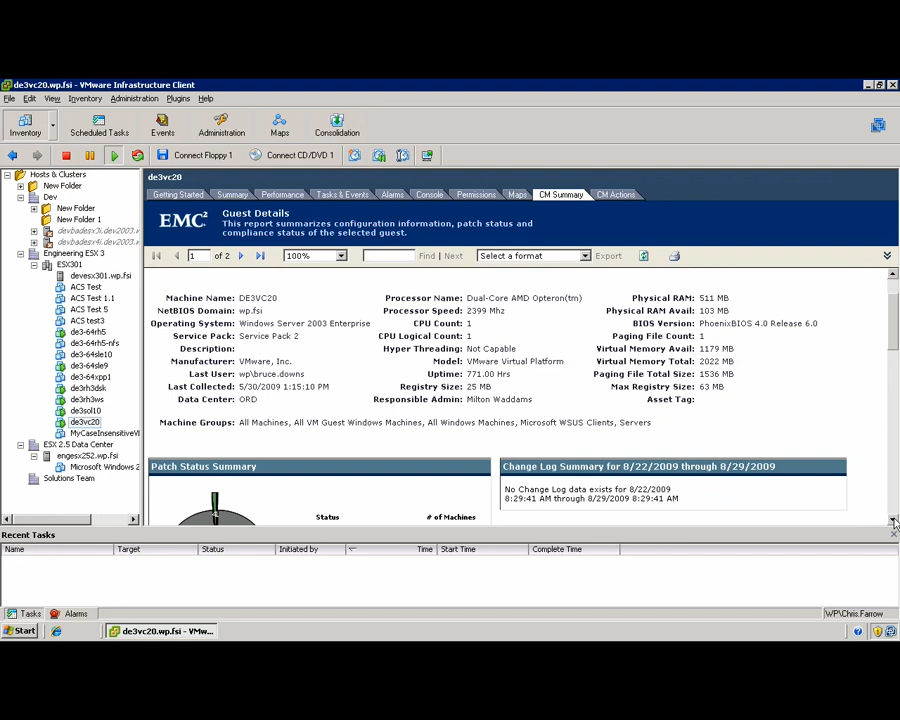 de3vc20.wp.fsi - VMware Infrastructure Client
File Edit View Inventory Administration Plugins Help
Inventory Scheduled Tasks Events Administration Maps Consolidation
Connect Floppy 1 Connect CD/DVD 1
Hosts & Clusters
New Folder
Dev
New Folder
New Folder 1
devbadesx3i.dev2003.w
devbadesx4i.dev2003.
Engineering ESX 3
ESX301
devesx301.wp.fsi
ACS Test
ACS Test 1.1
ACS Test 5
ACS test3
de3-64rh5
de3-64rh5-nfs
de3-64sle10
de3-64sle9
de3-64xpp1
de3rh3dsk
de3rh3ws
de3sol10
de3vc20
MyCaseInsensitiveV
ESX 2.5 Data Center
engesx252.wp.fsi
Microsoft Windows 2
Solutions Team
de3vc20
Getting Started Summary Performance Tasks & Events Alarms Console Permissions Maps CM Summary CM Actions
EMC²
Guest Details
This report summarizes configuration information, patch status and
compliance status of the selected guest.
1 of 2 100% Find | Next Select a format Export
Machine Name: DE3VC20 Processor Name: Dual-Core AMD Opteron(tm) Physical RAM: 511 MB
NetBIOS Domain: wp.fsi Processor Speed: 2399 Mhz Physical RAM Avail: 103 MB
Operating System: Windows Server 2003 Enterprise CPU Count: 1 BIOS Version: PhoenixBIOS 4.0 Release 6.0
Service Pack: Service Pack 2 CPU Logical Count: 1 Paging File Count: 1
Description: Hyper Threading: Not Capable Virtual Memory Avail: 1179 MB
Manufacturer: VMware, Inc. Model: VMware Virtual Platform Virtual Memory Total: 2022 MB
Last User: wp\bruce.downs Uptime: 771.00 Hrs Paging File Total Size: 1536 MB
Last Collected: 5/30/2009 1:15:10 PM Registry Size: 25 MB Max Registry Size: 63 MB
Data Center: ORD Responsible Admin: Milton Waddams Asset Tag:
Machine Groups: All Machines, All VM Guest Windows Machines, All Windows Machines, Microsoft WSUS Clients, Servers
Patch Status Summary
Status # of Machines
Change Log Summary for 8/22/2009 through 8/29/2009
No Change Log data exists for 8/22/2009
8:29:41 AM through 8/29/2009 8:29:41 AM
Recent Tasks
Name Target Status Initiated by Time Start Time Complete Time
Tasks Alarms WP\Chris.Farrow
Start de3vc20.wp.fsi - VMw...